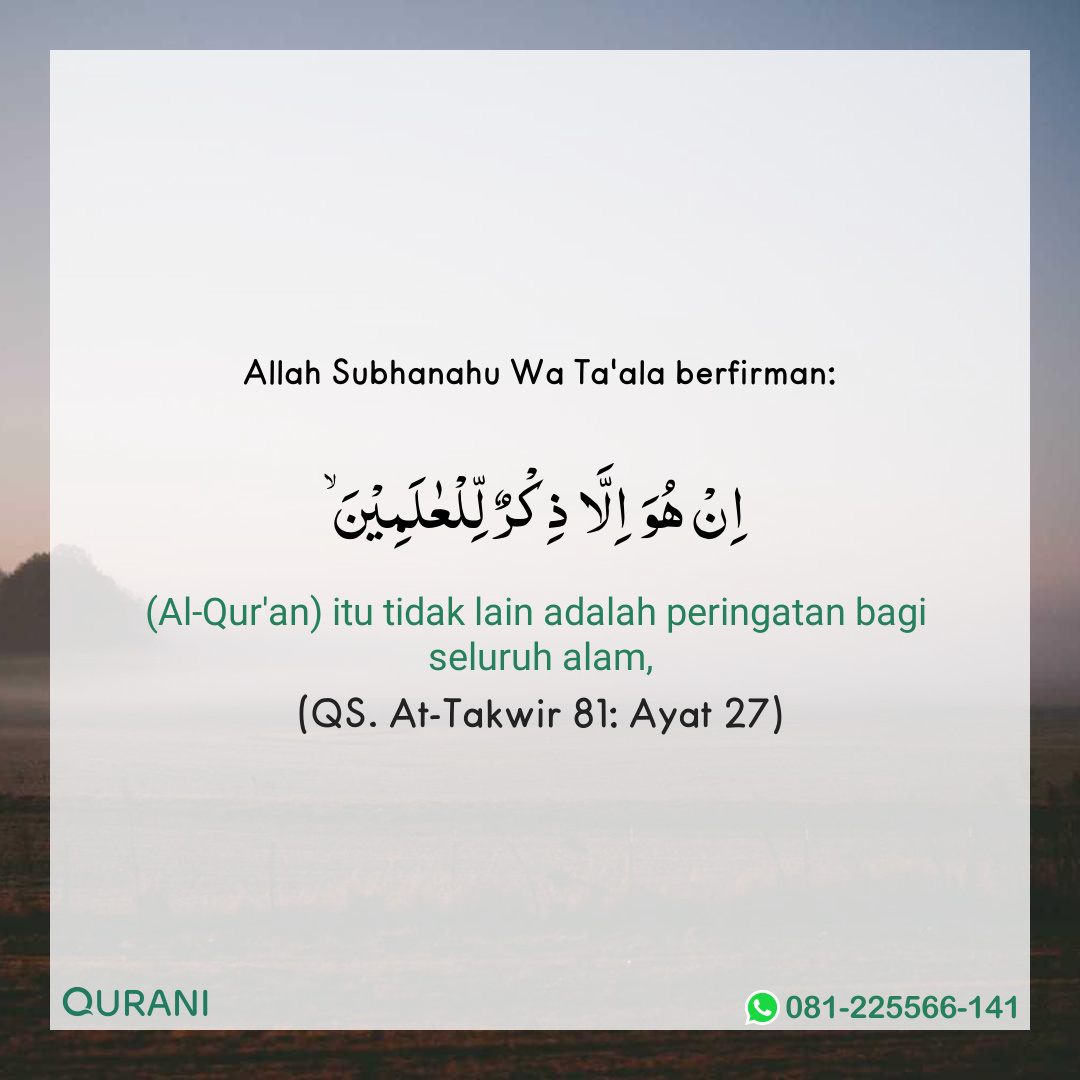 Allah Subhanahu Wa Ta'ala berfirman:
اِنْ هُوَ اِلَّا ذِكْرٌ لِّلْعٰلَمِيْنَ ۙ
(Al-Qur'an) itu tidak lain adalah peringatan bagi
seluruh alam,
(QS. At-Takwir 81: Ayat 27)
QURANI
081-225566-141